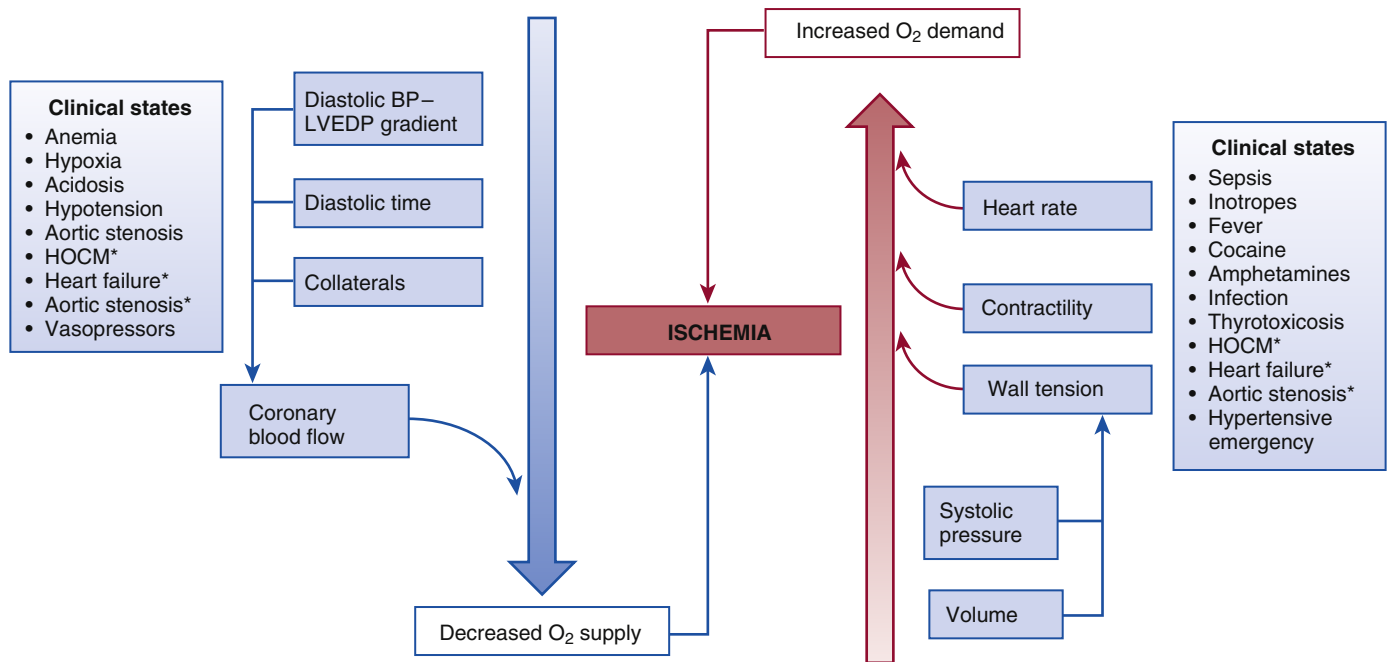 Increased O₂ demand
Clinical states
• Anemia
• Hypoxia
• Acidosis
• Hypotension
• Aortic stenosis
• HOCM*
• Heart failure*
• Aortic stenosis*
• Vasopressors
Diastolic BP–
LVEDP gradient
Diastolic time
Collaterals
Coronary
blood flow
Decreased O₂ supply
ISCHEMIA
Heart rate
Contractility
Wall tension
Systolic
pressure
Volume
Clinical states
• Sepsis
• Inotropes
• Fever
• Cocaine
• Amphetamines
• Infection
• Thyrotoxicosis
• HOCM*
• Heart failure*
• Aortic stenosis*
• Hypertensive
emergency